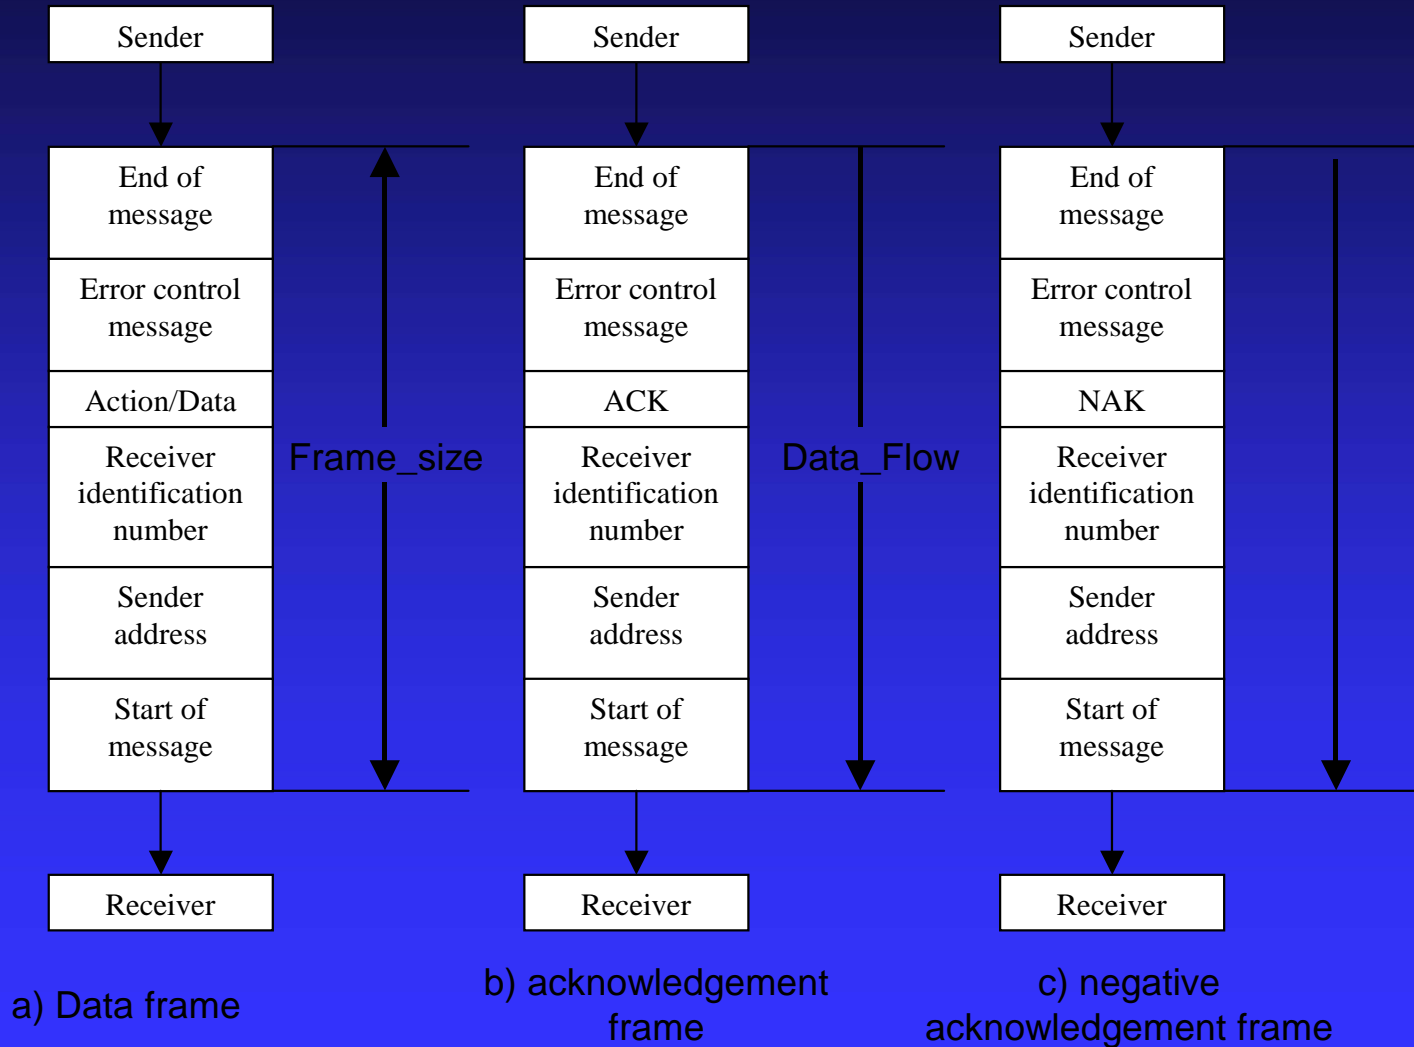 Sender
End of
message
Error control
message
Action/Data
Receiver
identification
number
Sender
address
Start of
message
Receiver
Frame_size
a) Data frame
Sender
End of
message
Error control
message
ACK
Receiver
identification
number
Sender
address
Start of
message
Receiver
Data_Flow
b) acknowledgement
frame
Sender
End of
message
Error control
message
NAK
Receiver
identification
number
Sender
address
Start of
message
Receiver
c) negative
acknowledgement frame